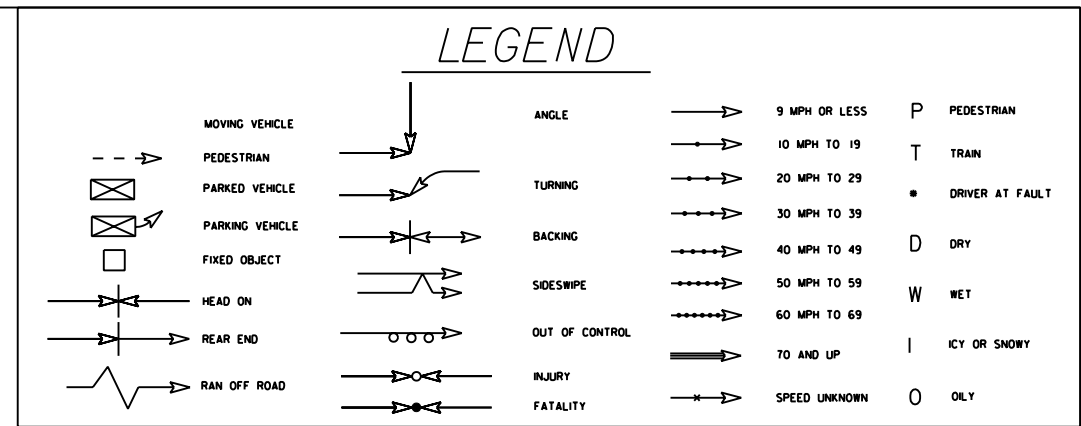 LEGEND
MOVING VEHICLE
PEDESTRIAN
PARKED VEHICLE
PARKING VEHICLE
FIXED OBJECT
HEAD ON
REAR END
RAN OFF ROAD
ANGLE
TURNING
BACKING
SIDESWIPE
OUT OF CONTROL
INJURY
FATALITY
9 MPH OR LESS
10 MPH TO 19
20 MPH TO 29
30 MPH TO 39
40 MPH TO 49
50 MPH TO 59
60 MPH TO 69
70 AND UP
SPEED UNKNOWN
P PEDESTRIAN
T TRAIN
* DRIVER AT FAULT
D DRY
W WET
I ICY OR SNOWY
O OILY